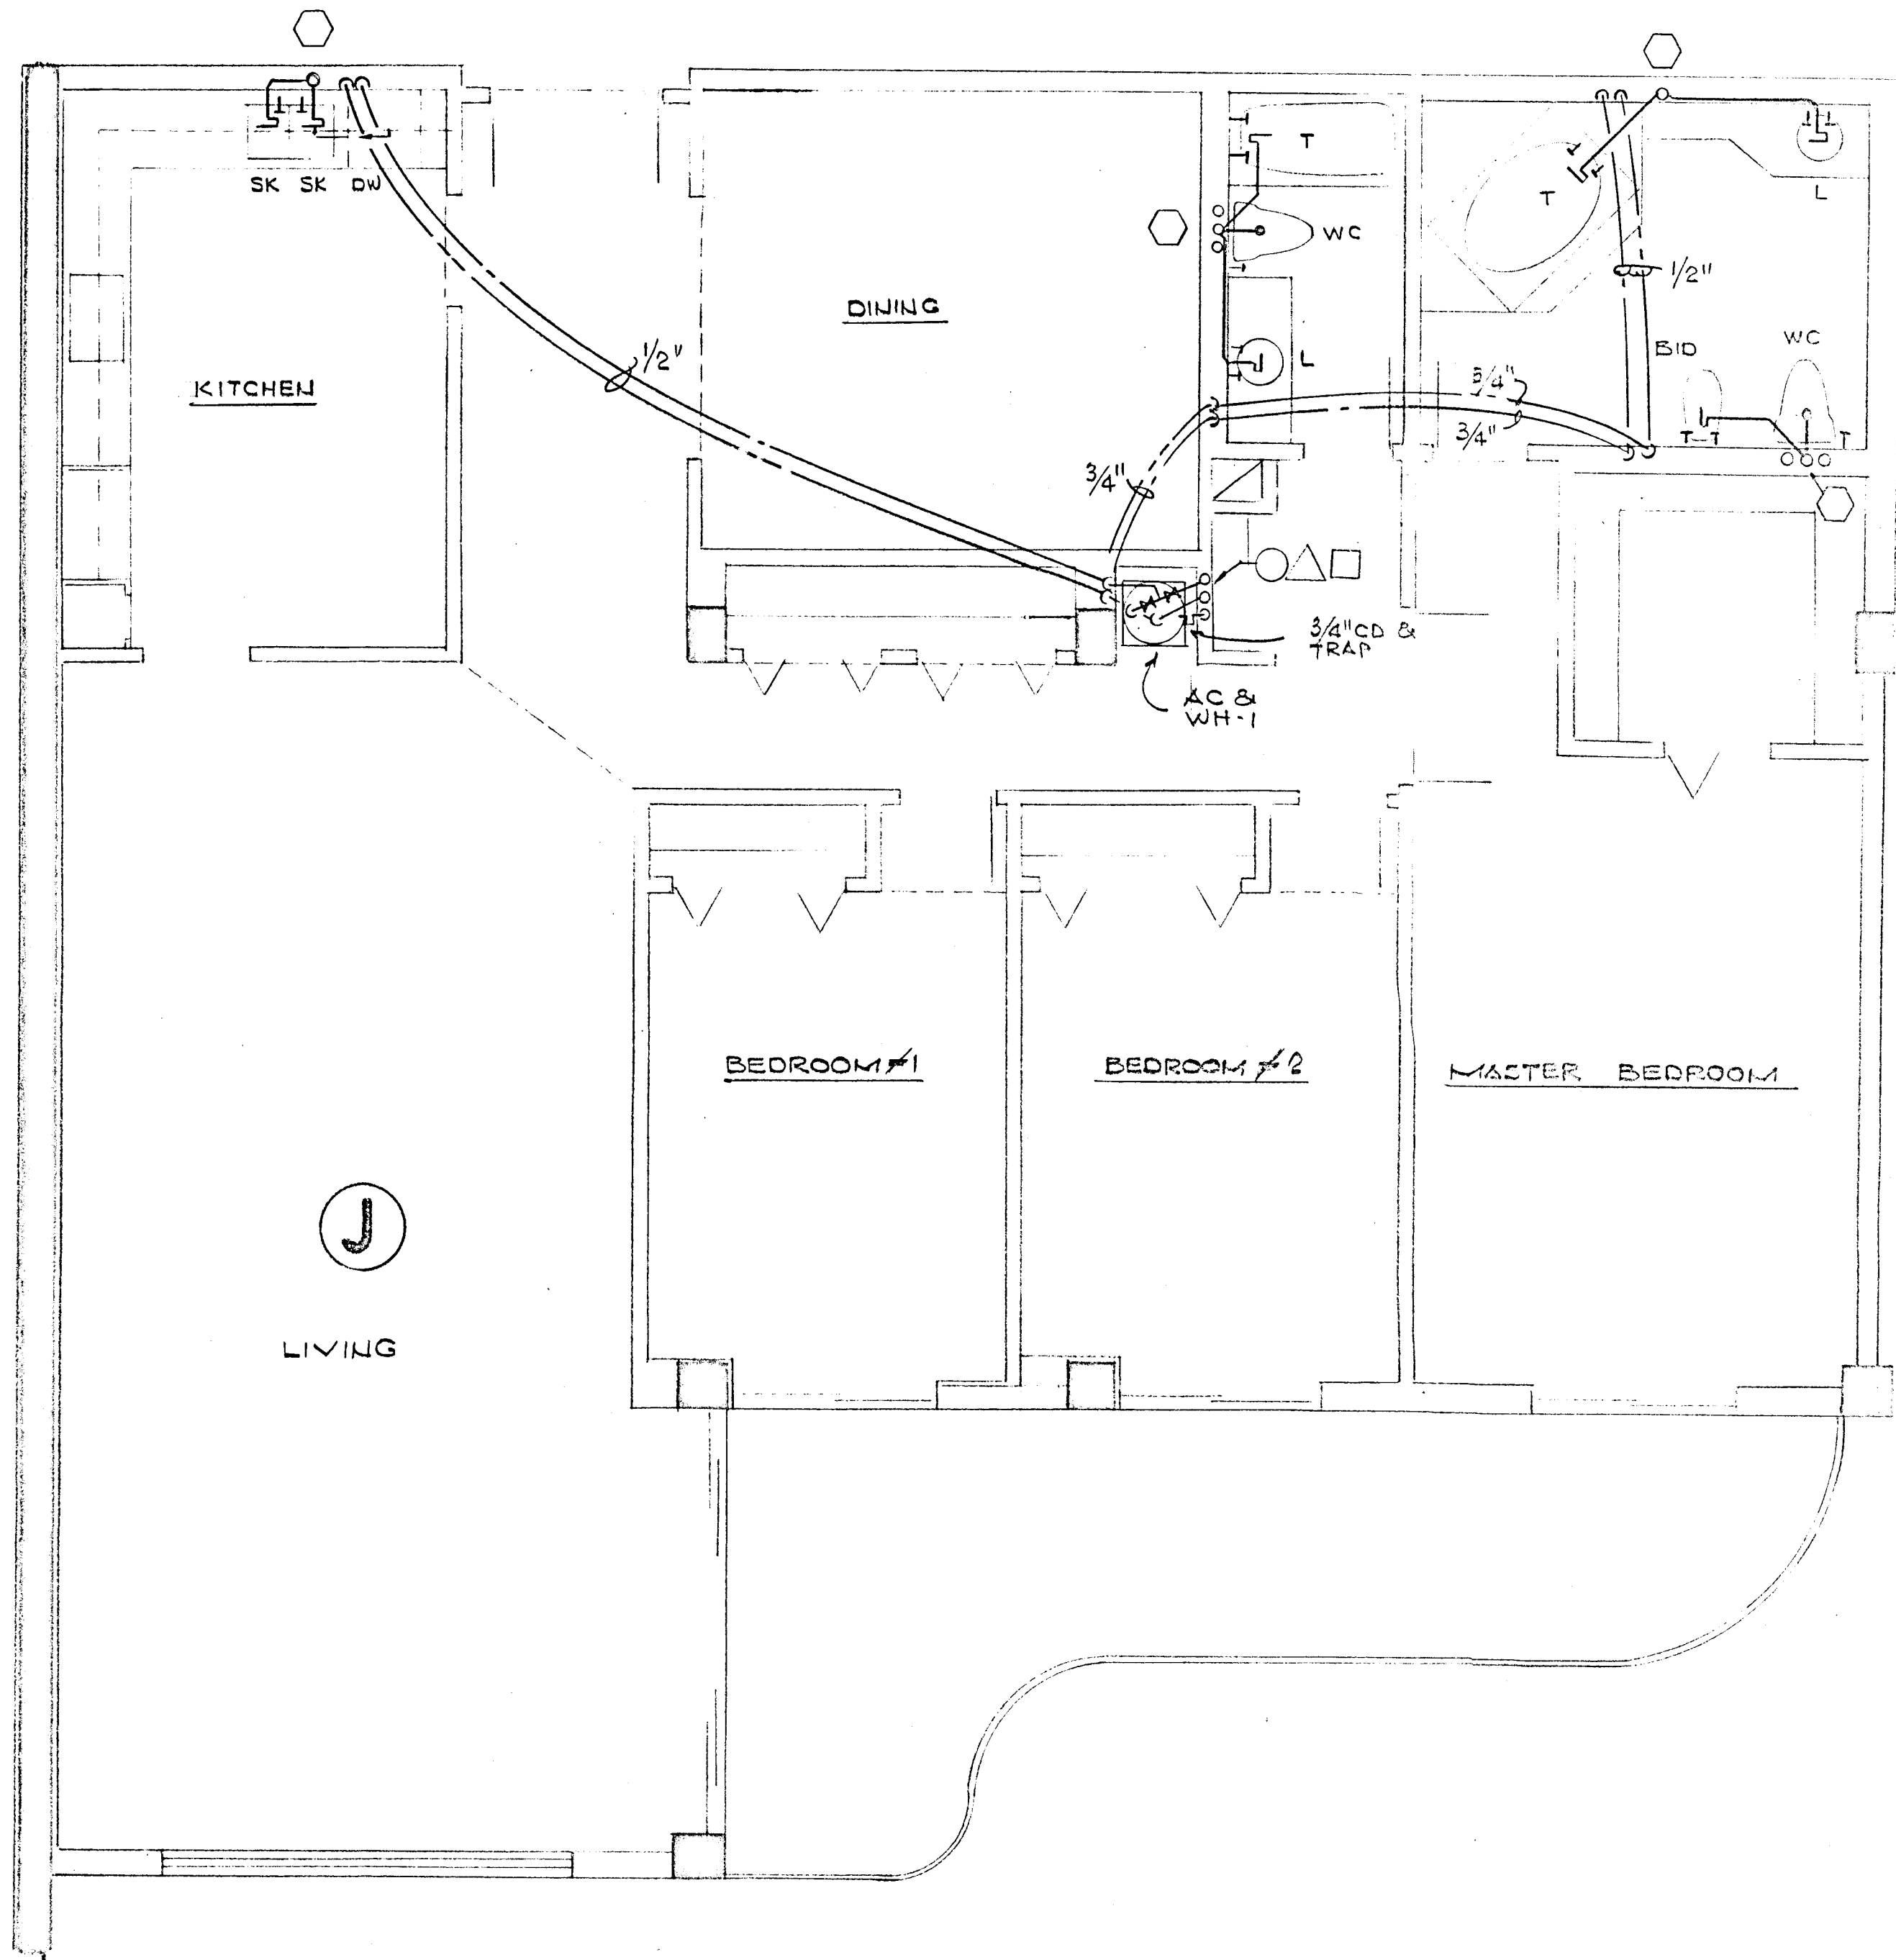 SK SK DW
T
WC
L
T
L
1/2"
BID
WC
T T
T
DINING
KITCHEN
1/2"
3/4"
3/4"
3/4"
3/4" CD &
TRAP
AC &
WH-1
BEDROOM #1
BEDROOM #2
MASTER BEDROOM
J
LIVING